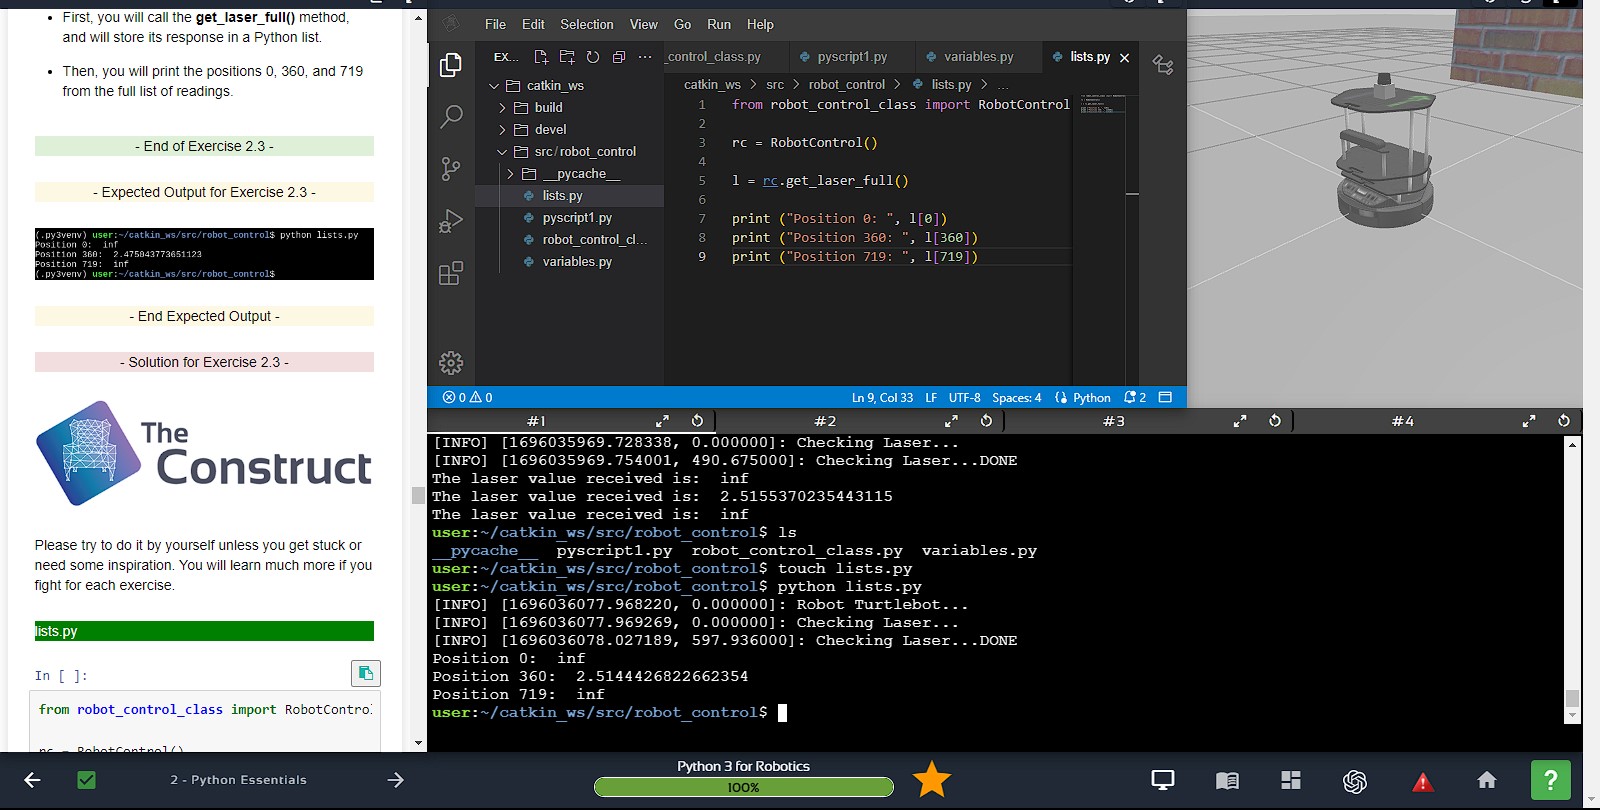 First, you will call the get_laser_full() method,
and will store its response in a Python list.
Then, you will print the positions 0, 360, and 719
from the full list of readings.
- End of Exercise 2.3 -
- Expected Output for Exercise 2.3 -
(.py3venv) user:~/catkin_ws/src/robot_control$ python lists.py
Position 0:  inf
Position 360:  2.475043773651123
Position 719:  inf
(.py3venv) user:~/catkin_ws/src/robot_control$
- End Expected Output -
- Solution for Exercise 2.3 -
The
Construct
Please try to do it by yourself unless you get stuck or
need some inspiration. You will learn much more if you
fight for each exercise.
lists.py
In [ ]:
from robot_control_class import RobotContro
rc = RobotControl()
File Edit Selection View Go Run Help
EX... 
catkin_ws
build
devel
src/robot_control
__pycache__
lists.py
pyscript1.py
robot_control_cl...
variables.py
_control_class.py pyscript1.py variables.py lists.py
catkin_ws > src > robot_control > lists.py > ...
1 from robot_control_class import RobotControl
2
3 rc = RobotControl()
4
5 l = rc.get_laser_full()
6
7 print ("Position 0: ", l[0])
8 print ("Position 360: ", l[360])
9 print ("Position 719: ", l[719])
0 0 Ln 9, Col 33 LF UTF-8 Spaces: 4 Python 2
#1 #2 #3 #4
[INFO] [1696035969.728338, 0.000000]: Checking Laser...
[INFO] [1696035969.754001, 490.675000]: Checking Laser...DONE
The laser value received is:  inf
The laser value received is:  2.5155370235443115
The laser value received is:  inf
user:~/catkin_ws/src/robot_control$ ls
__pycache__  pyscript1.py  robot_control_class.py  variables.py
user:~/catkin_ws/src/robot_control$ touch lists.py
user:~/catkin_ws/src/robot_control$ python lists.py
[INFO] [1696036077.968220, 0.000000]: Robot Turtlebot...
[INFO] [1696036077.969269, 0.000000]: Checking Laser...
[INFO] [1696036078.027189, 597.936000]: Checking Laser...DONE
Position 0:  inf
Position 360:  2.5144426822662354
Position 719:  inf
user:~/catkin_ws/src/robot_control$
2 - Python Essentials
Python 3 for Robotics
100%
?